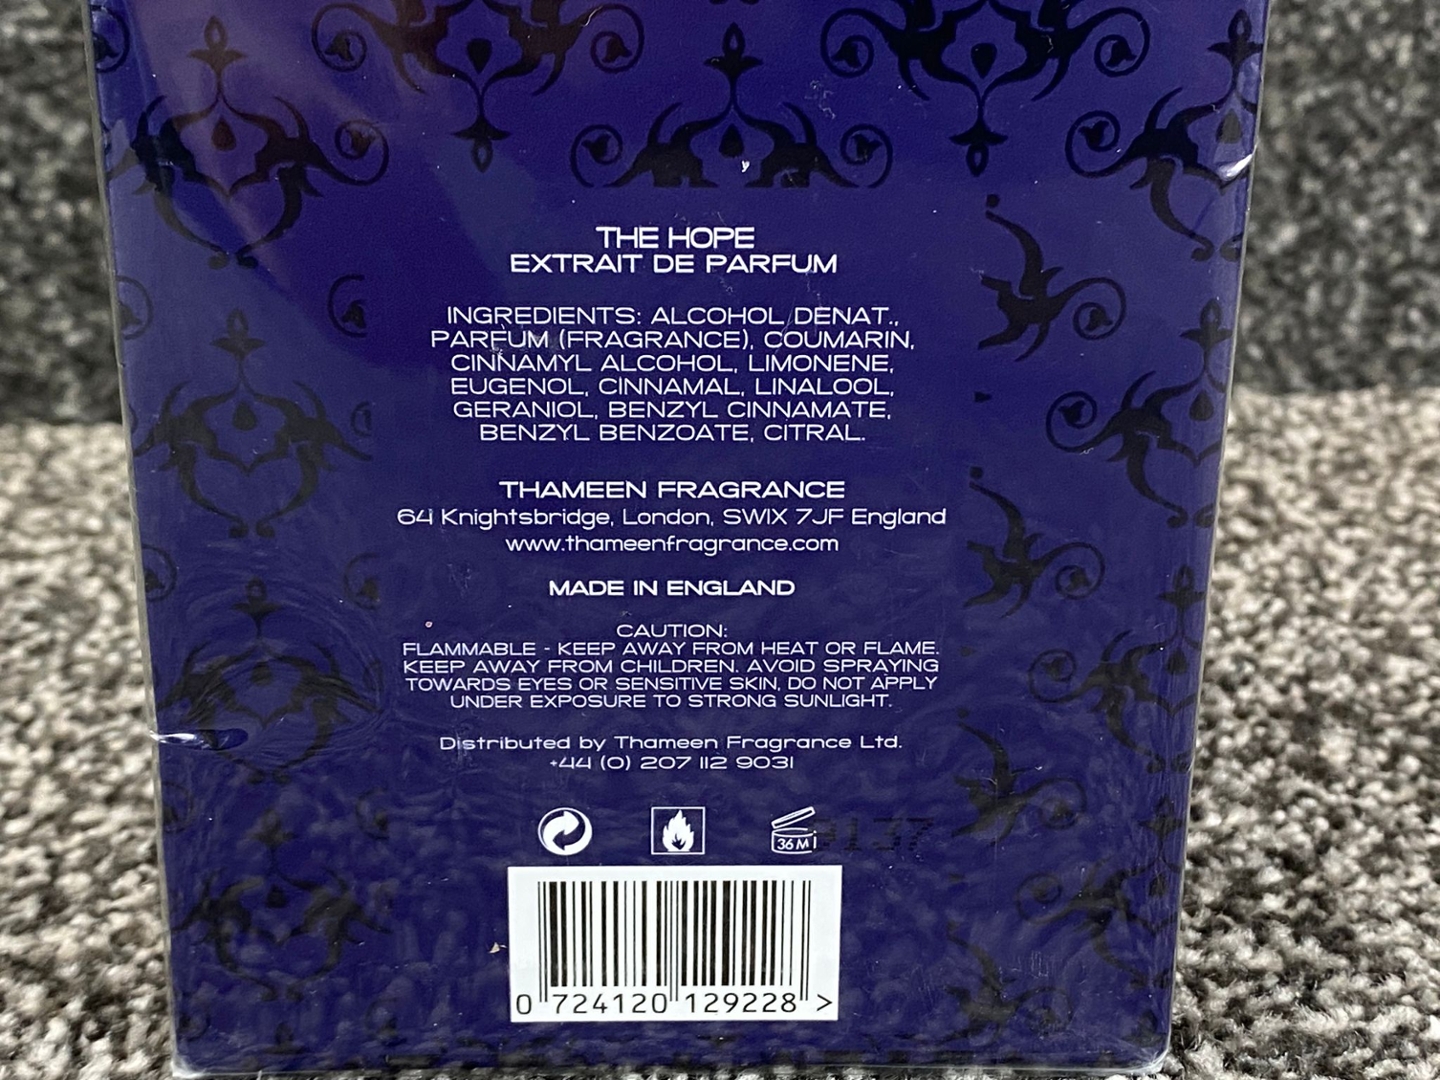 THE HOPE
EXTRAIT DE PARFUM
INGREDIENTS: ALCOHOL DENAT.,
PARFUM (FRAGRANCE), COUMARIN,
CINNAMYL ALCOHOL, LIMONENE,
EUGENOL, CINNAMAL, LINALOOL,
GERANIOL, BENZYL CINNAMATE,
BENZYL BENZOATE, CITRAL.
THAMEEN FRAGRANCE
64 Knightsbridge, London, SW1X 7JF England
www.thameenfragrance.com
MADE IN ENGLAND
CAUTION:
FLAMMABLE - KEEP AWAY FROM HEAT OR FLAME.
KEEP AWAY FROM CHILDREN. AVOID SPRAYING
TOWARDS EYES OR SENSITIVE SKIN, DO NOT APPLY
UNDER EXPOSURE TO STRONG SUNLIGHT.
Distributed by Thameen Fragrance Ltd.
+44 (0) 207 112 9031
36 M
0 724120 129228 >